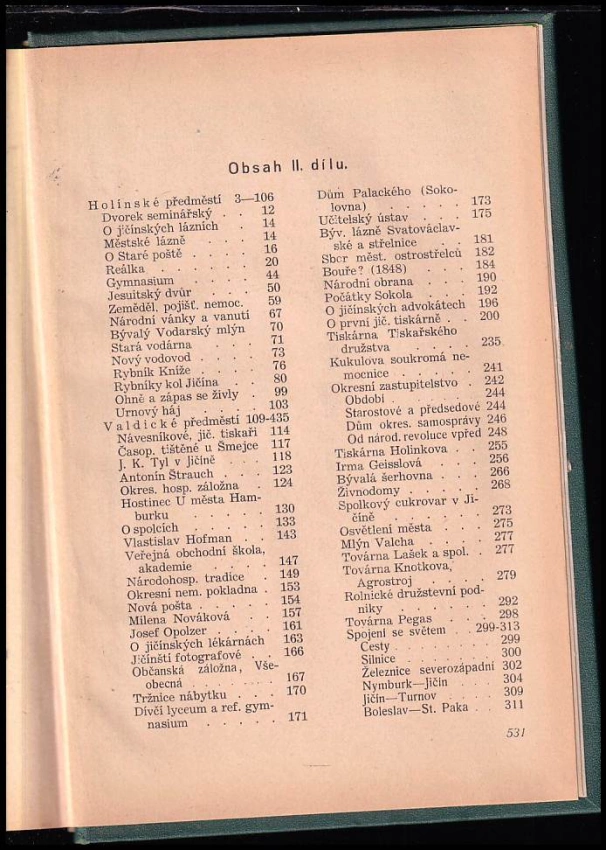 Obsah II. dílu.
Holínské předměstí 3—106
Dvorek seminářský . . 12
O jičínských lázních . 14
Městské lázně . . . . 14
O Staré poště . . . . 16
Reálka . . . . . . 20
Gymnasium . . . . . 44
Jesuitský dvůr . . . 50
Zeměděl. pojišť. nemoc. 59
Národní vánky a vanutí 67
Bývalý Vodarský mlýn 70
Stará vodárna . . . 71
Nový vodovod . . . . 73
Rybník Kníže . . . . 76
Rybníky kol Jičína . . 80
Ohně a zápas se živly . 99
Urnový háj . . . . 103
Valdické předměstí 109-435
Návesníkové, jič. tiskaři 114
Časop. tištěné u Šmejce 117
J. K. Tyl v Jičíně . . . 118
Antonín Štrauch . . . 123
Okres. hosp. záložna . 124
Hostinec U města Ham-
burku . . . . . 130
O spolcích . . . . . 133
Vlastislav Hofman . . 143
Veřejná obchodní škola,
akademie . . . . 147
Národohosp. tradice . 149
Okresní nem. pokladna . 153
Nová pošta . . . . . 154
Milena Nováková . . . 157
Josef Opolzer . . . . 161
O jičínských lékárnách 163
Jičínští fotografové . . 166
Občanská záložna, Vše-
obecná . . . . . 167
Tržnice nábytku . . . 170
Dívčí lyceum a ref. gym-
nasium . . . . . 171
Dům Palackého (Soko-
lovna) . . . . . 173
Učitelský ústav . . . . 175
Býv. lázně Svatováclav-
ské a střelnice . . 181
Sbor měst. ostrostřelců 182
Bouře? (1848) . . . . 184
Národní obrana . . . 190
Počátky Sokola . . . 192
O jičínských advokátech 196
O první jič. tiskárně . . 200
Tiskárna Tiskařského
družstva . . . . 235
Kukulova soukromá ne-
mocnice . . . . . 241
Okresní zastupitelstvo . 242
Období . . . . . . 244
Starostové a předsedové 244
Dům okres. samosprávy 246
Od národ. revoluce vpřed 248
Tiskárna Holinkova . . 255
Irma Geisslová . . . . 256
Bývalá šerhovna . . . 266
Živnodomy . . . . . 268
Spolkový cukrovar v Ji-
číně . . . . . . 273
Osvětlení města . . . 275
Mlýn Valcha . . . . 277
Továrna Lašek a spol. . 277
Továrna Knotkova,
Agrostroj . . . . 279
Rolnické družstevní pod-
niky . . . . . . 292
Továrna Pegas . . . . 298
Spojení se světem . . 299-313
Cesty . . . . . . 299
Silnice . . . . . . 300
Železnice severozápadní 302
Nymburk—Jičín . . . 304
Jičín—Turnov . . . 309
Boleslav—St. Paka . . 311
531